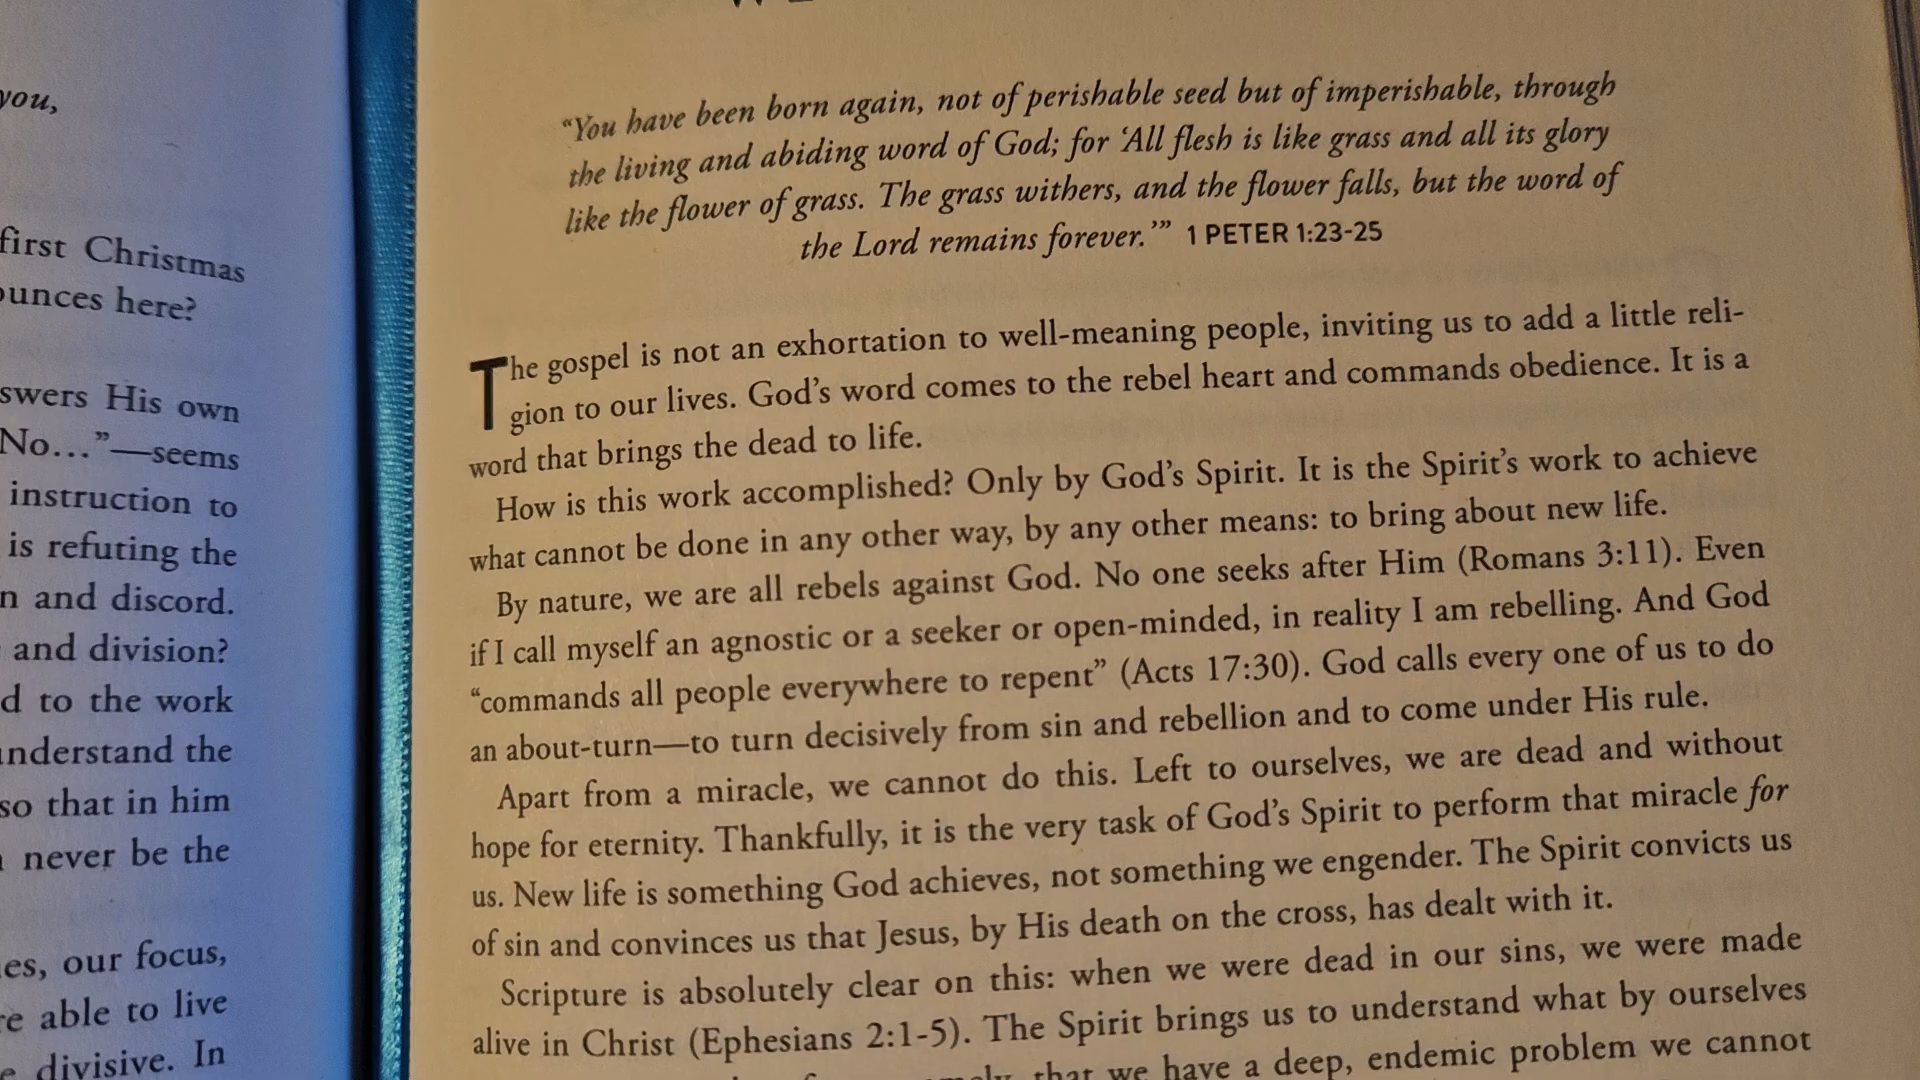 you,
first Christmas
here?
His own
No…”—seems
instruction to
is refuting the
and discord.
and division?
to the work
understand the
so that in him
never be the
our focus,
able to live
divisive. In
“You have been born again, not of perishable seed but of imperishable, through
the living and abiding word of God; for ‘All flesh is like grass and all its glory
like the flower of grass. The grass withers, and the flower falls, but the word of
the Lord remains forever.’” 1 PETER 1:23-25
The gospel is not an exhortation to well-meaning people, inviting us to add a little reli-
gion to our lives. God’s word comes to the rebel heart and commands obedience. It is a
word that brings the dead to life.
How is this work accomplished? Only by God’s Spirit. It is the Spirit’s work to achieve
what cannot be done in any other way, by any other means: to bring about new life.
By nature, we are all rebels against God. No one seeks after Him (Romans 3:11). Even
if I call myself an agnostic or a seeker or open-minded, in reality I am rebelling. And God
“commands all people everywhere to repent” (Acts 17:30). God calls every one of us to do
an about-turn—to turn decisively from sin and rebellion and to come under His rule.
Apart from a miracle, we cannot do this. Left to ourselves, we are dead and without
hope for eternity. Thankfully, it is the very task of God’s Spirit to perform that miracle for
us. New life is something God achieves, not something we engender. The Spirit convicts us
of sin and convinces us that Jesus, by His death on the cross, has dealt with it.
Scripture is absolutely clear on this: when we were dead in our sins, we were made
alive in Christ (Ephesians 2:1-5). The Spirit brings us to understand what by ourselves
that we have a deep, endemic problem we cannot